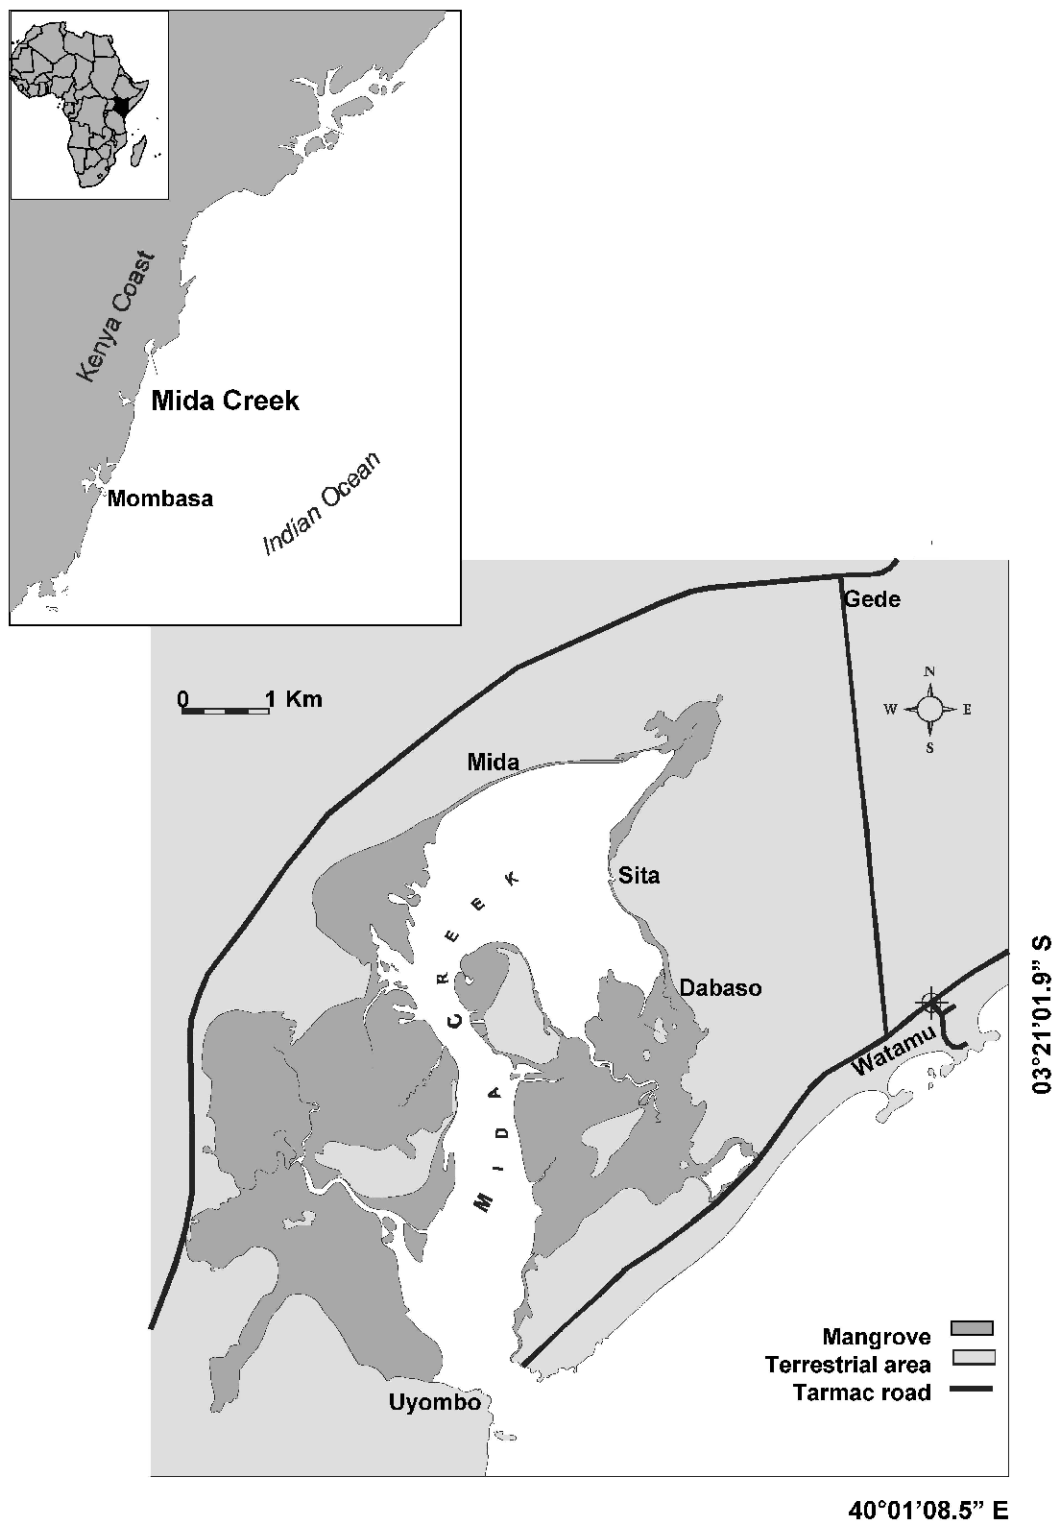 Kenya Coast
Mida Creek
Mombasa
Indian Ocean
Gede
0 1 Km
N
W E
S
Mida
Sita
MIDA CREEK
Dabaso
Watamu
03°21’01.9” S
Mangrove
Terrestrial area
Tarmac road
Uyombo
40°01’08.5” E